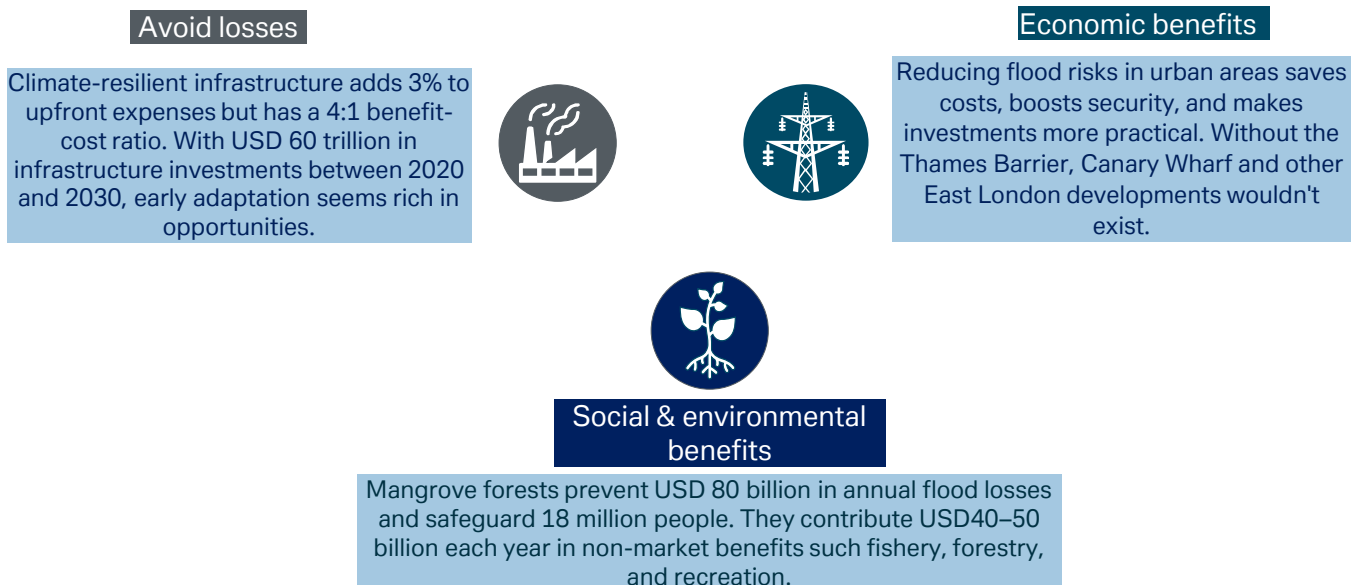 Avoid losses
Climate-resilient infrastructure adds 3% to
upfront expenses but has a 4:1 benefit-
cost ratio. With USD 60 trillion in
infrastructure investments between 2020
and 2030, early adaptation seems rich in
opportunities.
Economic benefits
Reducing flood risks in urban areas saves
costs, boosts security, and makes
investments more practical. Without the
Thames Barrier, Canary Wharf and other
East London developments wouldn't
exist.
Social & environmental
benefits
Mangrove forests prevent USD 80 billion in annual flood losses
and safeguard 18 million people. They contribute USD40–50
billion each year in non-market benefits such fishery, forestry,
and recreation.